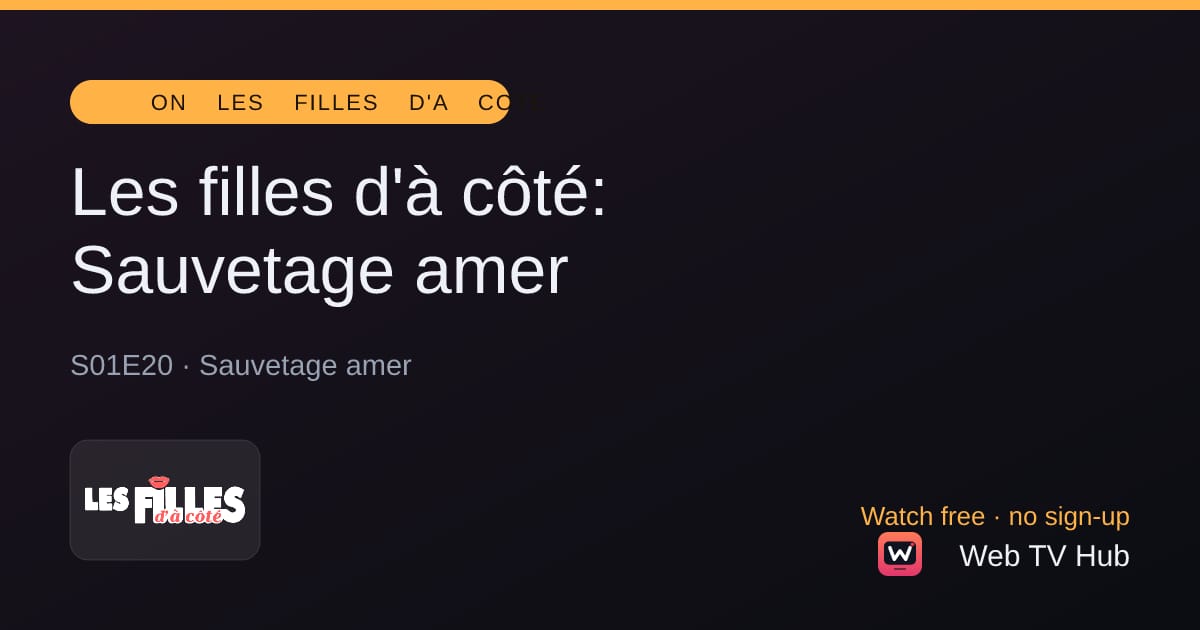 ON LES FILLES D'A CO
Les filles d'à côté:
Sauvetage amer
S01E20 · Sauvetage amer
LES FILLES
d'à côté
Watch free · no sign-up
W
Web TV Hub